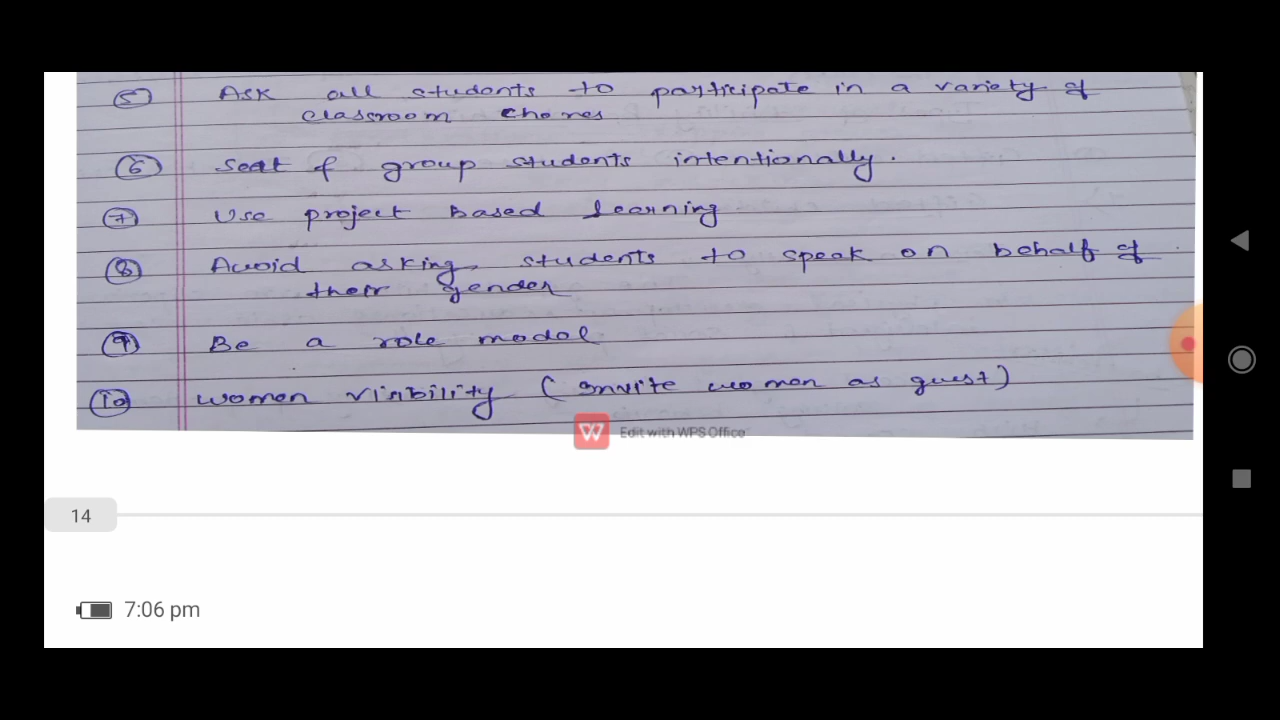 5 Ask all students to participate in a variety of
classroom chores
6 Seat & group students intentionally.
7 Use project based learning
8 Avoid asking students to speak on behalf of
their gender
9 Be a role model
10 Women visibility (Invite women as guest)
Edit with WPS Office
14
7:06 pm